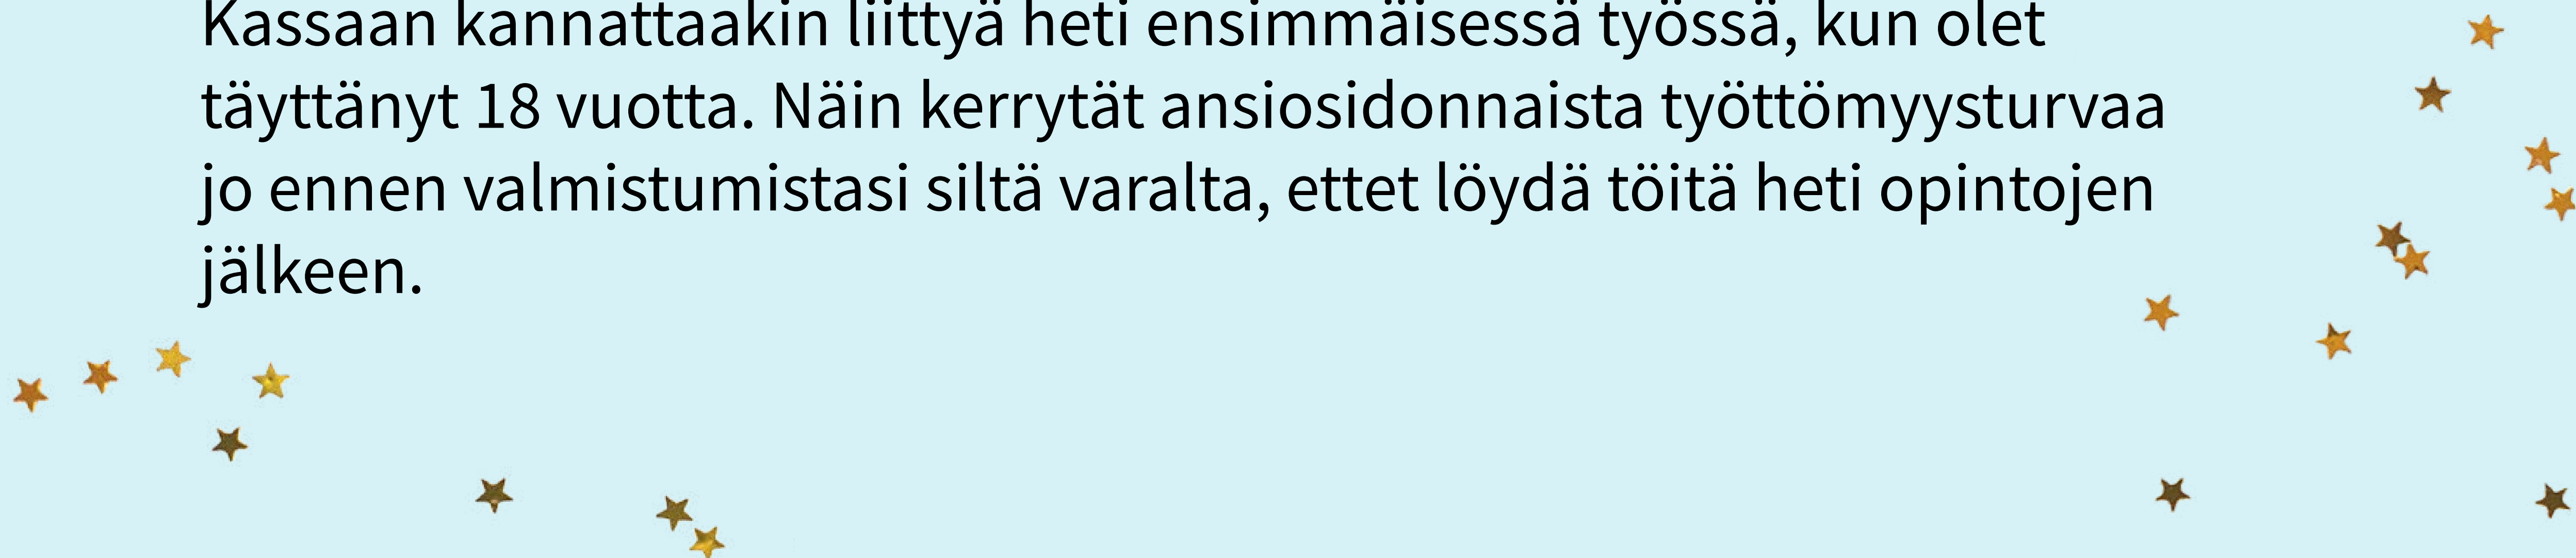 Kassaan kannattaakin liittyä heti ensimmäisessä työssä, kun olet
täyttänyt 18 vuotta. Näin kerrytät ansiosidonnaista työttömyysturvaa
jo ennen valmistumistasi siltä varalta, ettet löydä töitä heti opintojen
jälkeen.